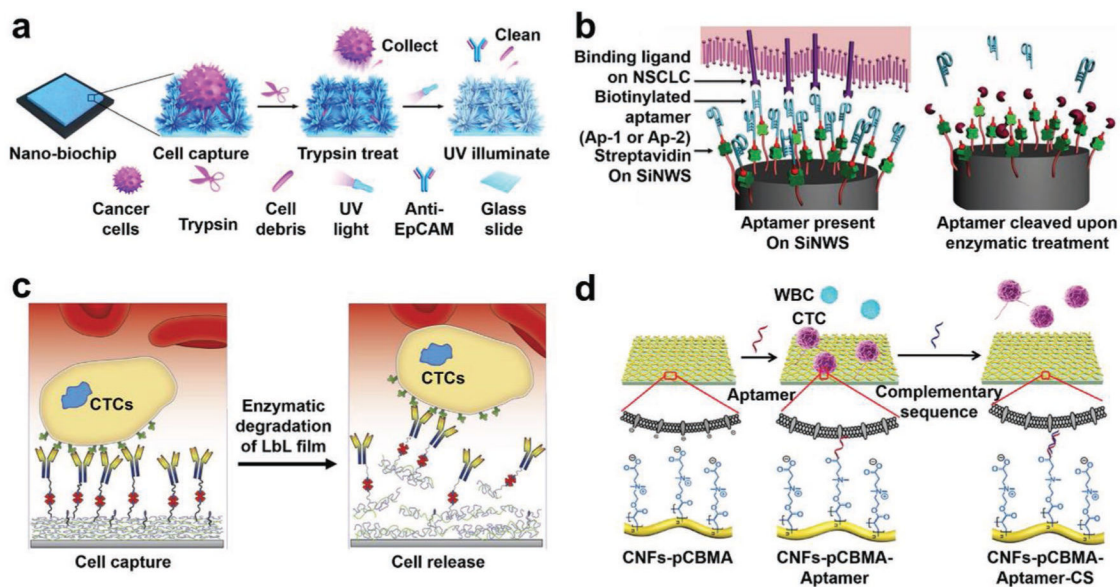 a
Collect
Clean
Nano-biochip
Cell capture
Trypsin treat
UV illuminate
Cancer
cells
Trypsin
Cell
debris
UV
light
Anti-
EpCAM
Glass
slide
b
Binding ligand
on NSCLC
Biotinylated
aptamer
(Ap-1 or Ap-2)
Streptavidin
On SiNWS
Aptamer present
On SiNWS
Aptamer cleaved upon
enzymatic treatment
c
CTCs
Cell capture
Enzymatic
degradation
of LbL film
CTCs
Cell release
d
WBC
CTC
Aptamer
Complementary
sequence
CNFs-pCBMA
CNFs-pCBMA-
Aptamer
CNFs-pCBMA-
Aptamer-CS